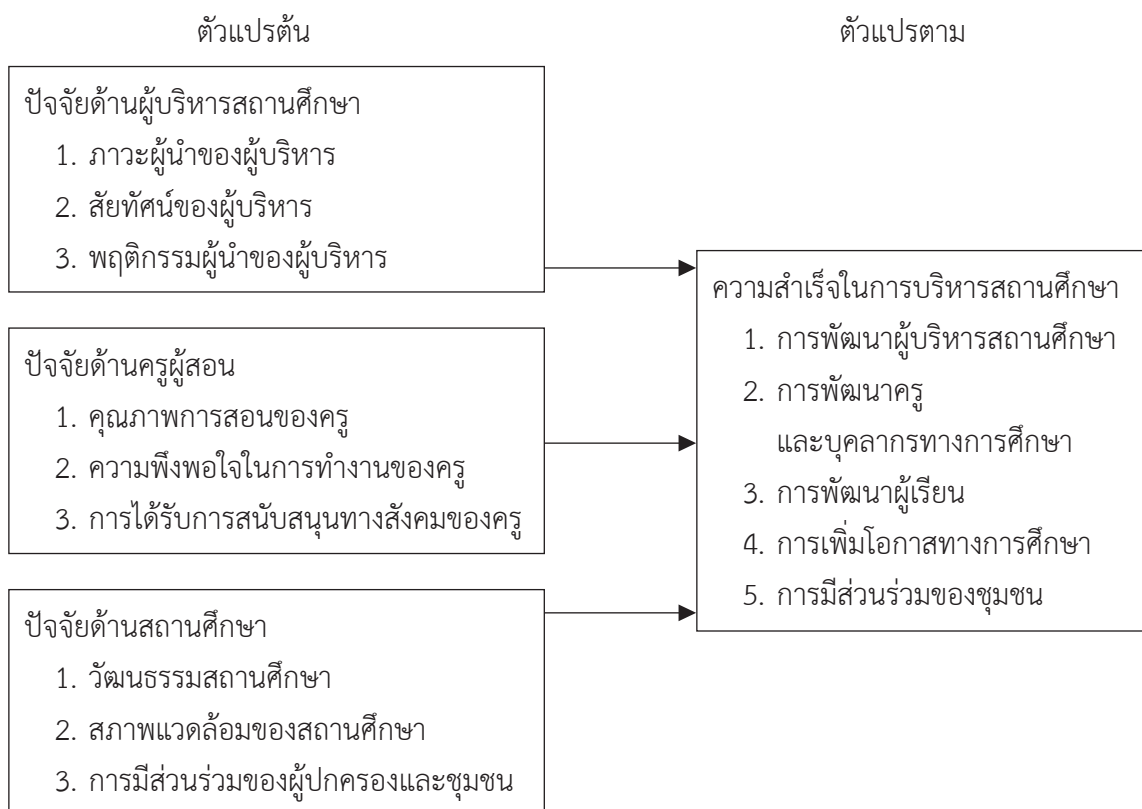 ตัวแปรต้น
ตัวแปรตาม
ปัจจัยด้านผู้บริหารสถานศึกษา
1. ภาวะผู้นำของผู้บริหาร
2. สัยทัศน์ของผู้บริหาร
3. พฤติกรรมผู้นำของผู้บริหาร
ปัจจัยด้านครูผู้สอน
1. คุณภาพการสอนของครู
2. ความพึงพอใจในการทำงานของครู
3. การได้รับการสนับสนุนทางสังคมของครู
ปัจจัยด้านสถานศึกษา
1. วัฒนธรรมสถานศึกษา
2. สภาพแวดล้อมของสถานศึกษา
3. การมีส่วนร่วมของผู้ปกครองและชุมชน
ความสำเร็จในการบริหารสถานศึกษา
1. การพัฒนาผู้บริหารสถานศึกษา
2. การพัฒนาครู
และบุคลากรทางการศึกษา
3. การพัฒนาผู้เรียน
4. การเพิ่มโอกาสทางการศึกษา
5. การมีส่วนร่วมของชุมชน